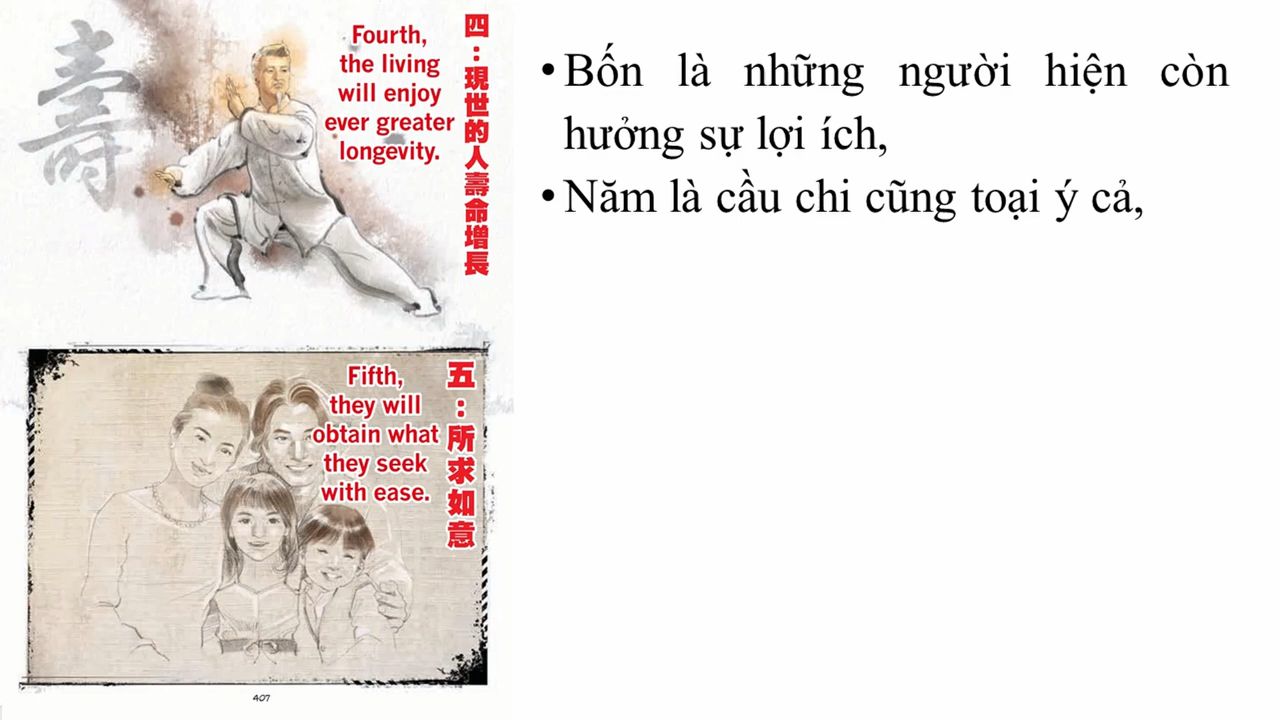 壽
Fourth,
the living
will enjoy
ever greater
longevity.
四：現世的人壽命增長
Fifth,
they will
obtain what
they seek
with ease.
五：所求如意
407
• Bốn là những người hiện còn
hưởng sự lợi ích,
• Năm là cầu chi cũng toại ý cả,